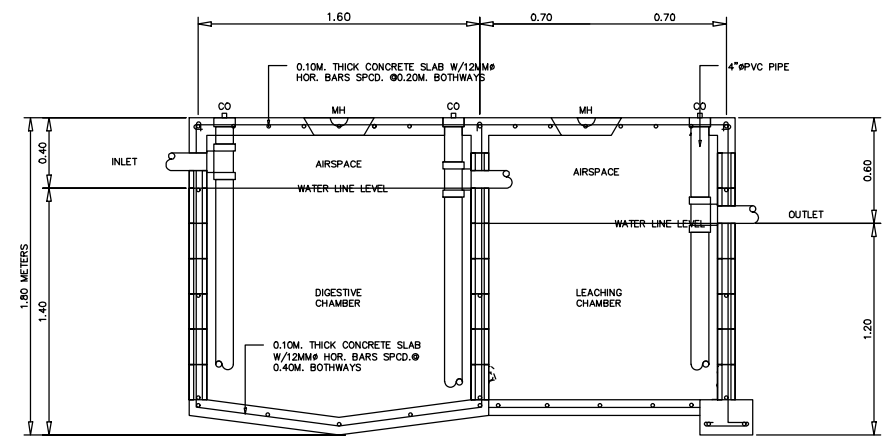 1.60
0.70
0.70
0.10M. THICK CONCRETE SLAB W/12MMø
HOR. BARS SPCD. @0.20M. BOTHWAYS
4"øPVC PIPE
CO
MH
CO
MH
CO
0.40
0.60
INLET
AIRSPACE
AIRSPACE
WATER LINE LEVEL
WATER LINE LEVEL
OUTLET
1.80 METERS
1.40
1.20
DIGESTIVE
CHAMBER
LEACHING
CHAMBER
0.10M. THICK CONCRETE SLAB
W/12MMø HOR. BARS SPCD.@
0.40M. BOTHWAYS